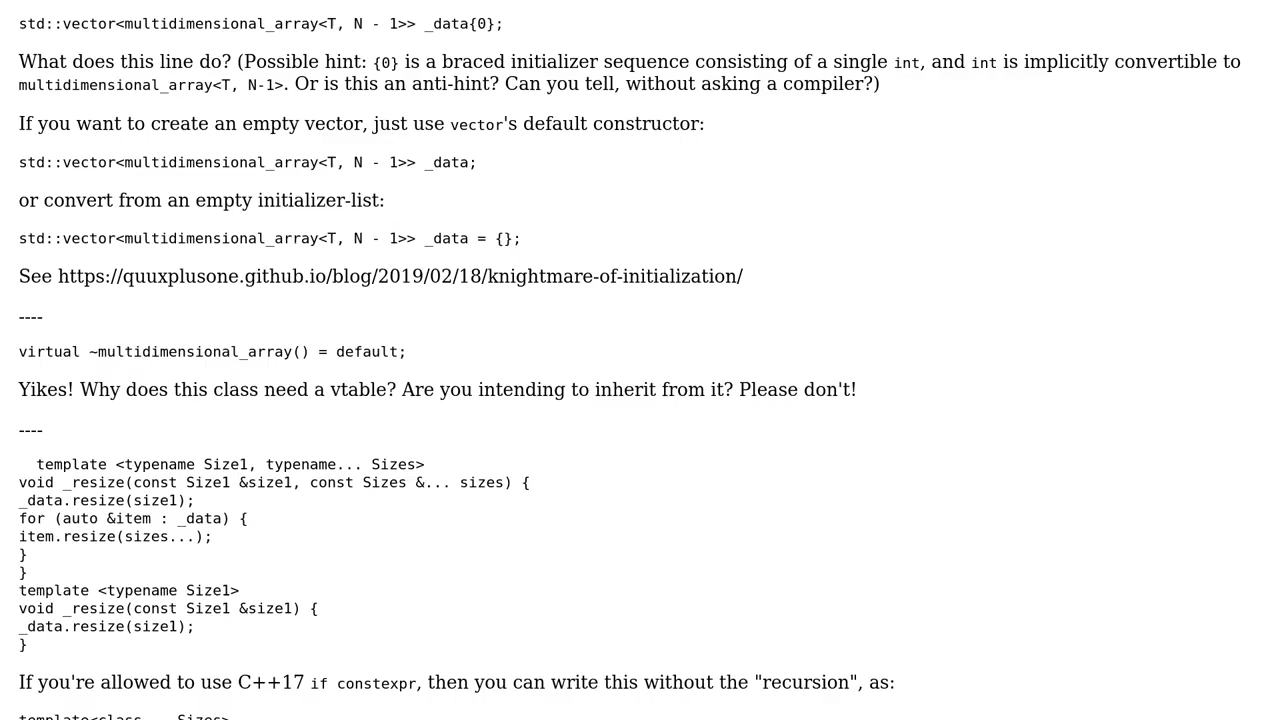 std::vector<multidimensional_array<T, N - 1>> _data{0};
What does this line do? (Possible hint: {0} is a braced initializer sequence consisting of a single int, and int is implicitly convertible to
multidimensional_array<T, N-1>. Or is this an anti-hint? Can you tell, without asking a compiler?)
If you want to create an empty vector, just use vector's default constructor:
std::vector<multidimensional_array<T, N - 1>> _data;
or convert from an empty initializer-list:
std::vector<multidimensional_array<T, N - 1>> _data = {};
See https://quuxplusone.github.io/blog/2019/02/18/knightmare-of-initialization/
----
virtual ~multidimensional_array() = default;
Yikes! Why does this class need a vtable? Are you intending to inherit from it? Please don't!
----
template <typename Size1, typename... Sizes>
void _resize(const Size1 &size1, const Sizes &... sizes) {
_data.resize(size1);
for (auto &item : _data) {
item.resize(sizes...);
}
}
template <typename Size1>
void _resize(const Size1 &size1) {
_data.resize(size1);
}
If you're allowed to use C++17 if constexpr, then you can write this without the "recursion", as:
template<class... Sizes>